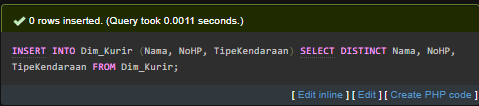 0 rows inserted. (Query took 0.0011 seconds.)
INSERT INTO Dim_Kurir (Nama, NoHP, TipeKendaraan) SELECT DISTINCT Nama, NoHP,
TipeKendaraan FROM Dim_Kurir;
[ Edit inline ] [ Edit ] [ Create PHP code ]